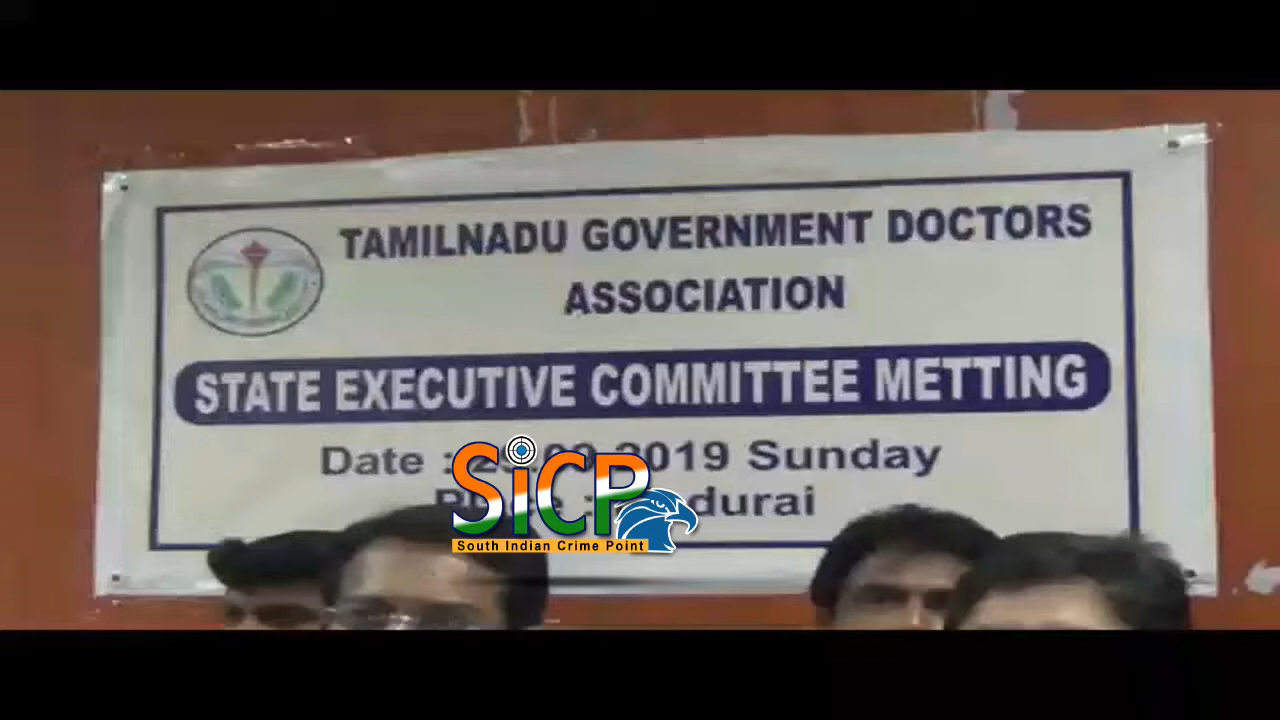 TAMILNADU GOVERNMENT DOCTORS
ASSOCIATION
STATE EXECUTIVE COMMITTEE METTING
Date : 2019 Sunday
SiCP
South Indian Crime Point